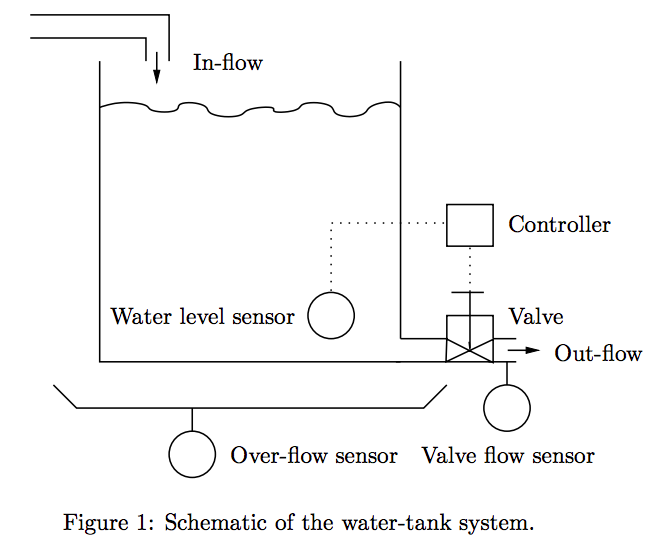 In-flow
Controller
Water level sensor
Valve
Out-flow
Over-flow sensor
Valve flow sensor
Figure 1: Schematic of the water-tank system.